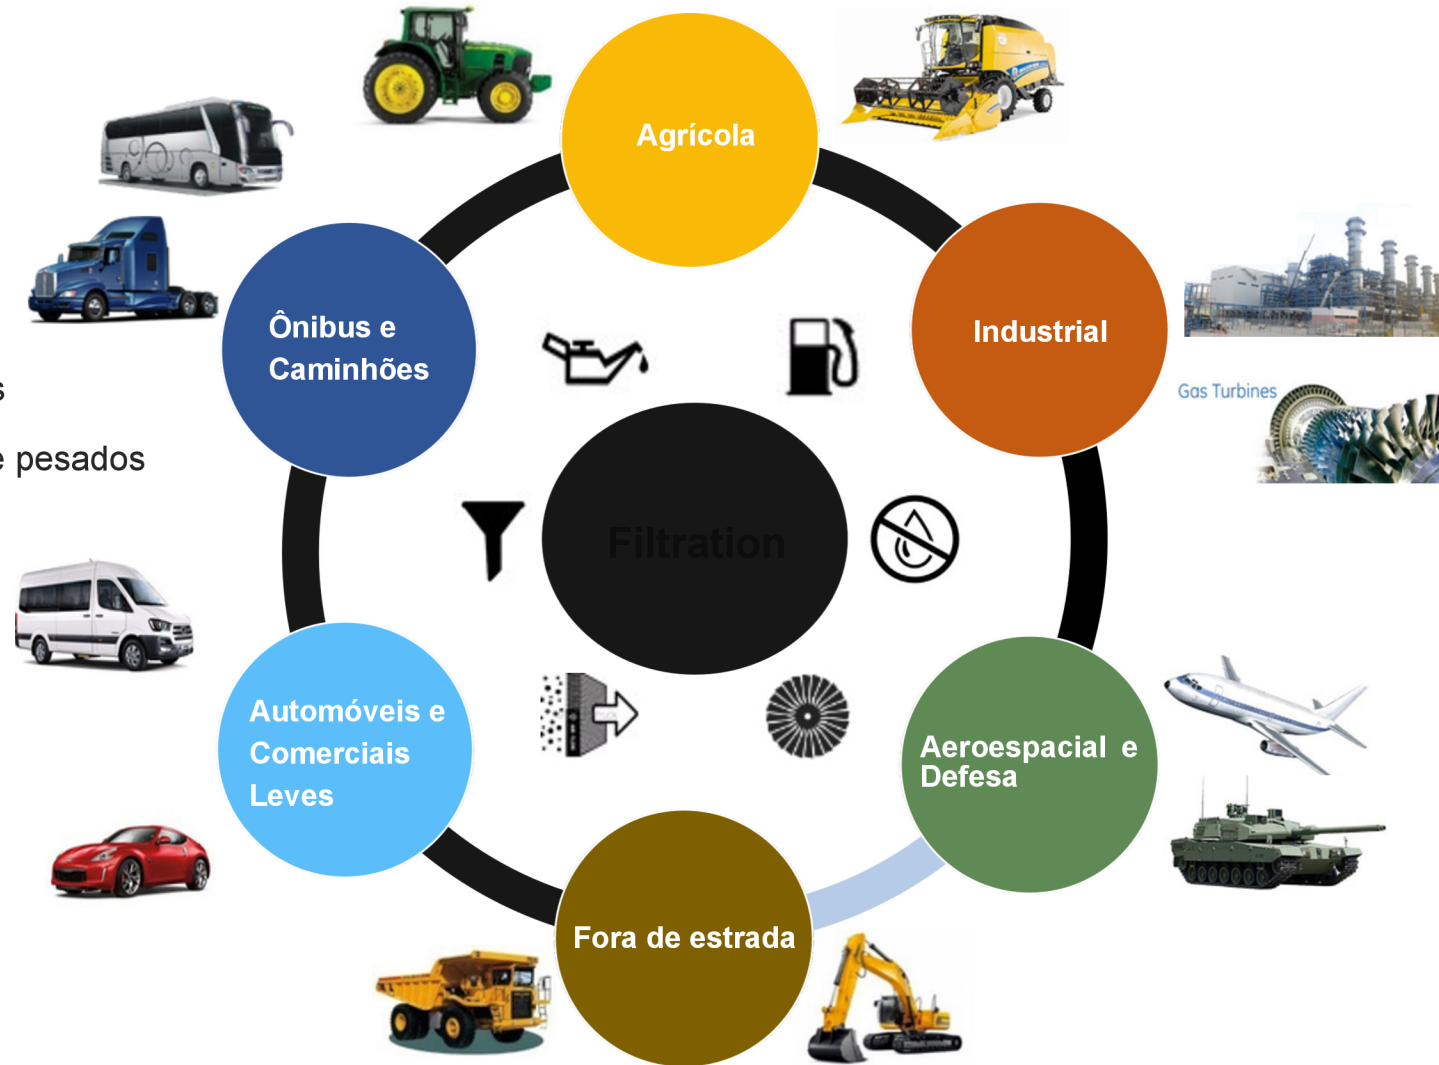 Agrícola
Ônibus e
Caminhões
Industrial
Gas Turbines
s
e pesados
Filtration
Automóveis e
Comerciais
Leves
Aeroespacial e
Defesa
Fora de estrada